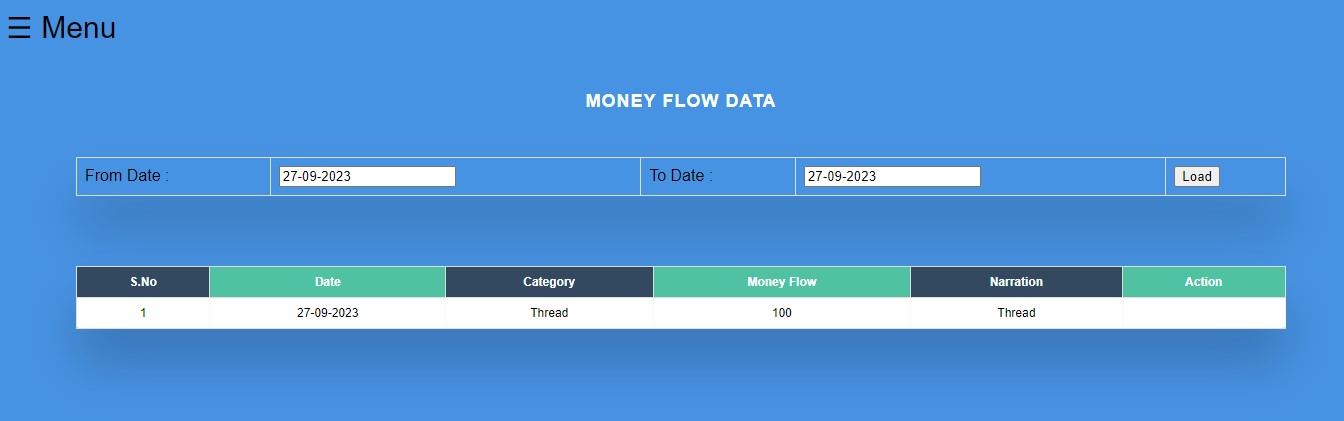 ☰ Menu
MONEY FLOW DATA
From Date : 27-09-2023 To Date : 27-09-2023 Load
S.No Date Category Money Flow Narration Action
1 27-09-2023 Thread 100 Thread